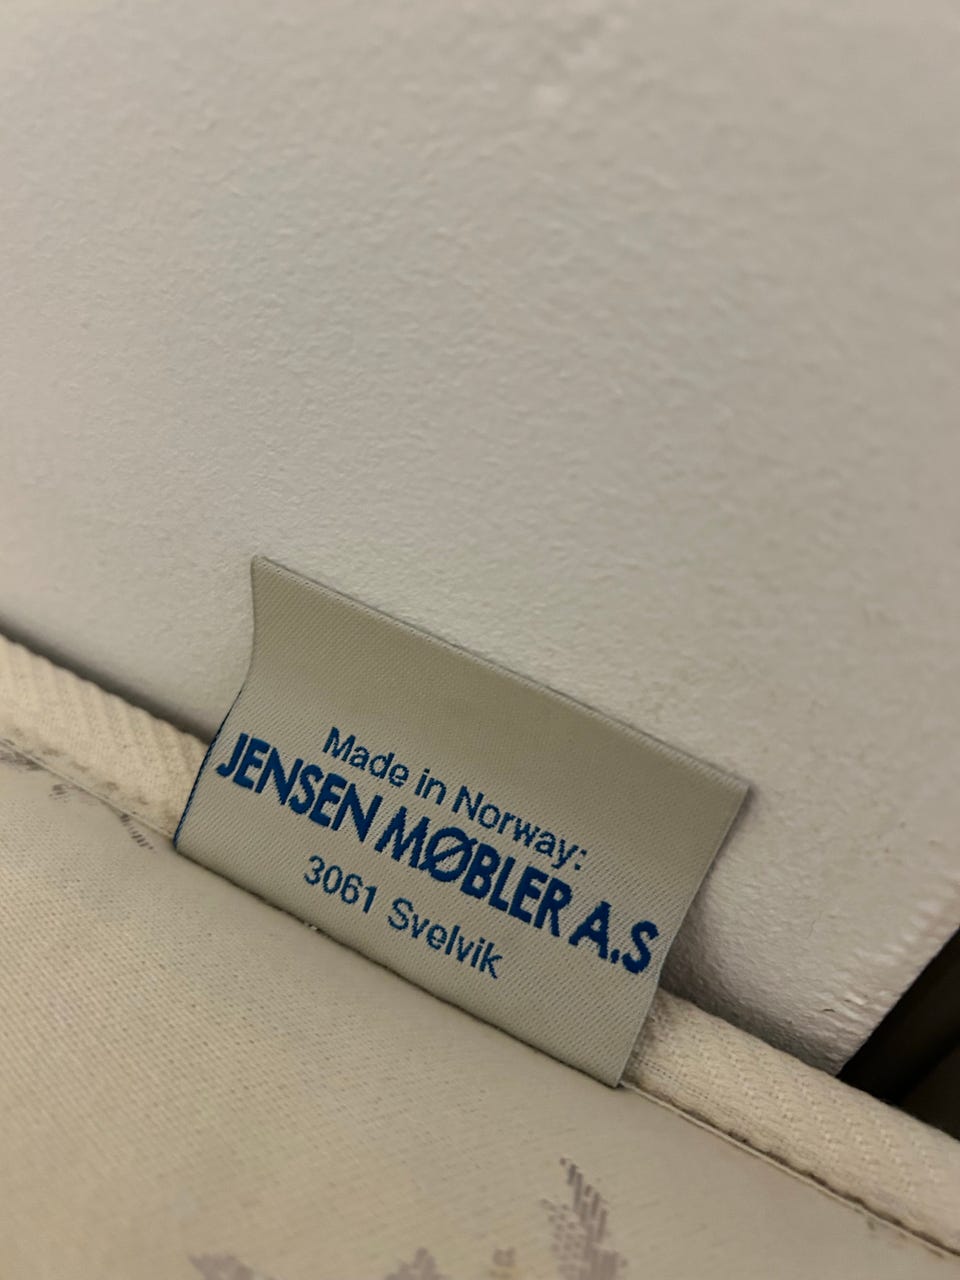 Made in Norway:
JENSEN MØBLER A.S
3061 Svelvik